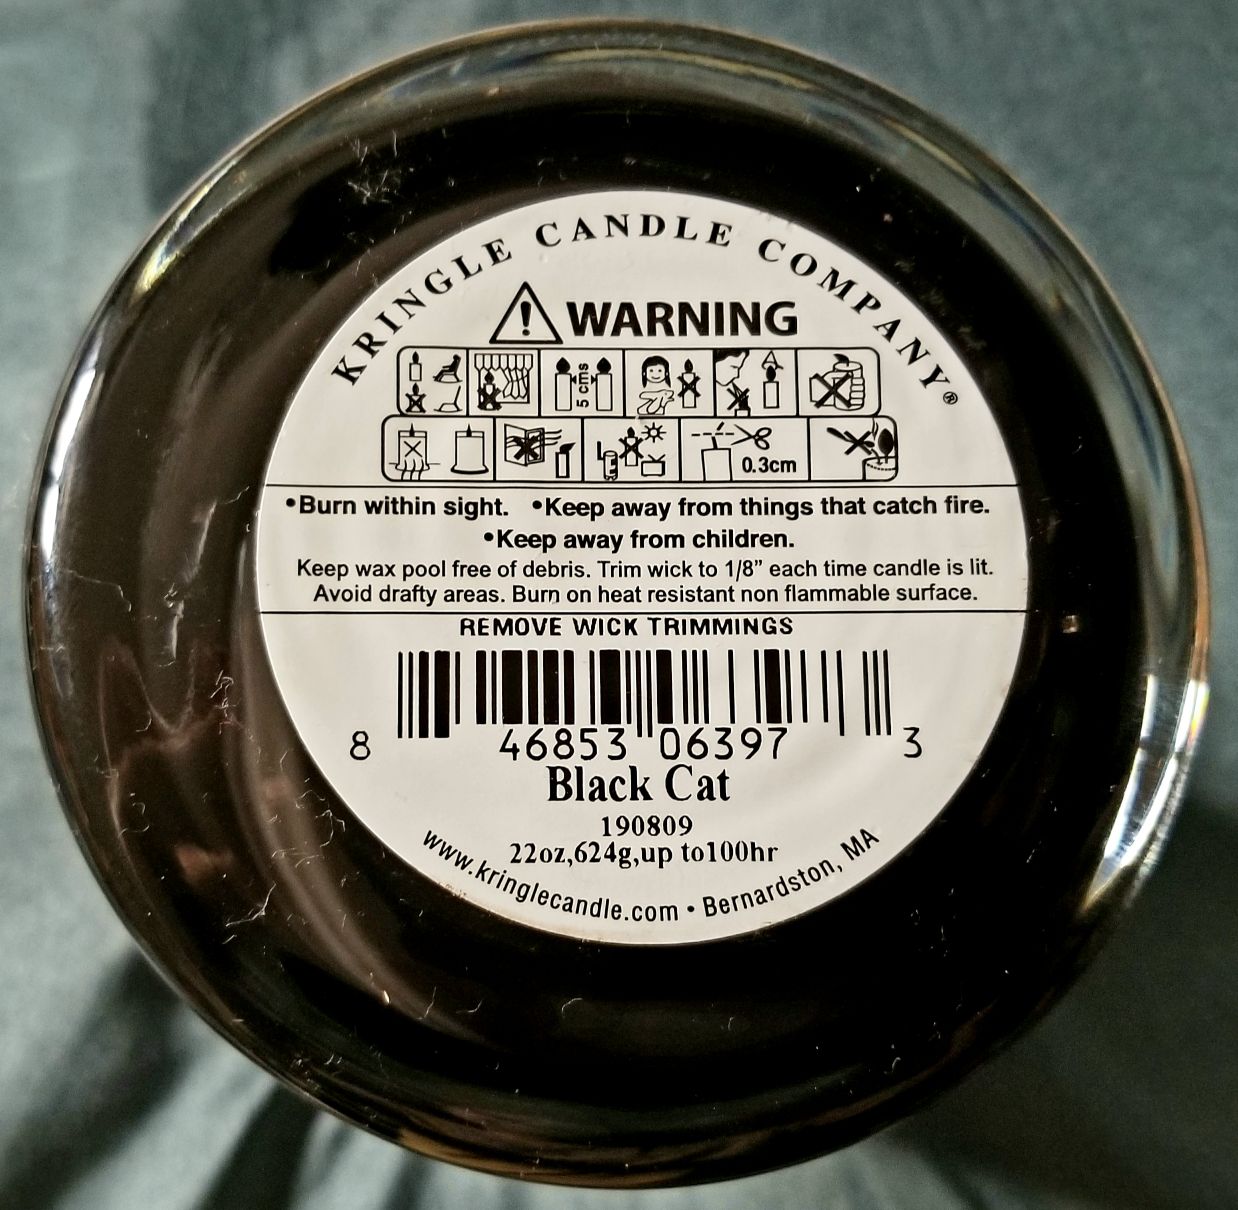 KRINGLE CANDLE COMPANY®
WARNING
5 cms
0.3cm
•Burn within sight. •Keep away from things that catch fire.
•Keep away from children.
Keep wax pool free of debris. Trim wick to 1/8” each time candle is lit.
Avoid drafty areas. Burn on heat resistant non flammable surface.
REMOVE WICK TRIMMINGS
8 46853 06397 3
Black Cat
190809
22oz,624g,up to100hr
www.kringlecandle.com • Bernardston, MA